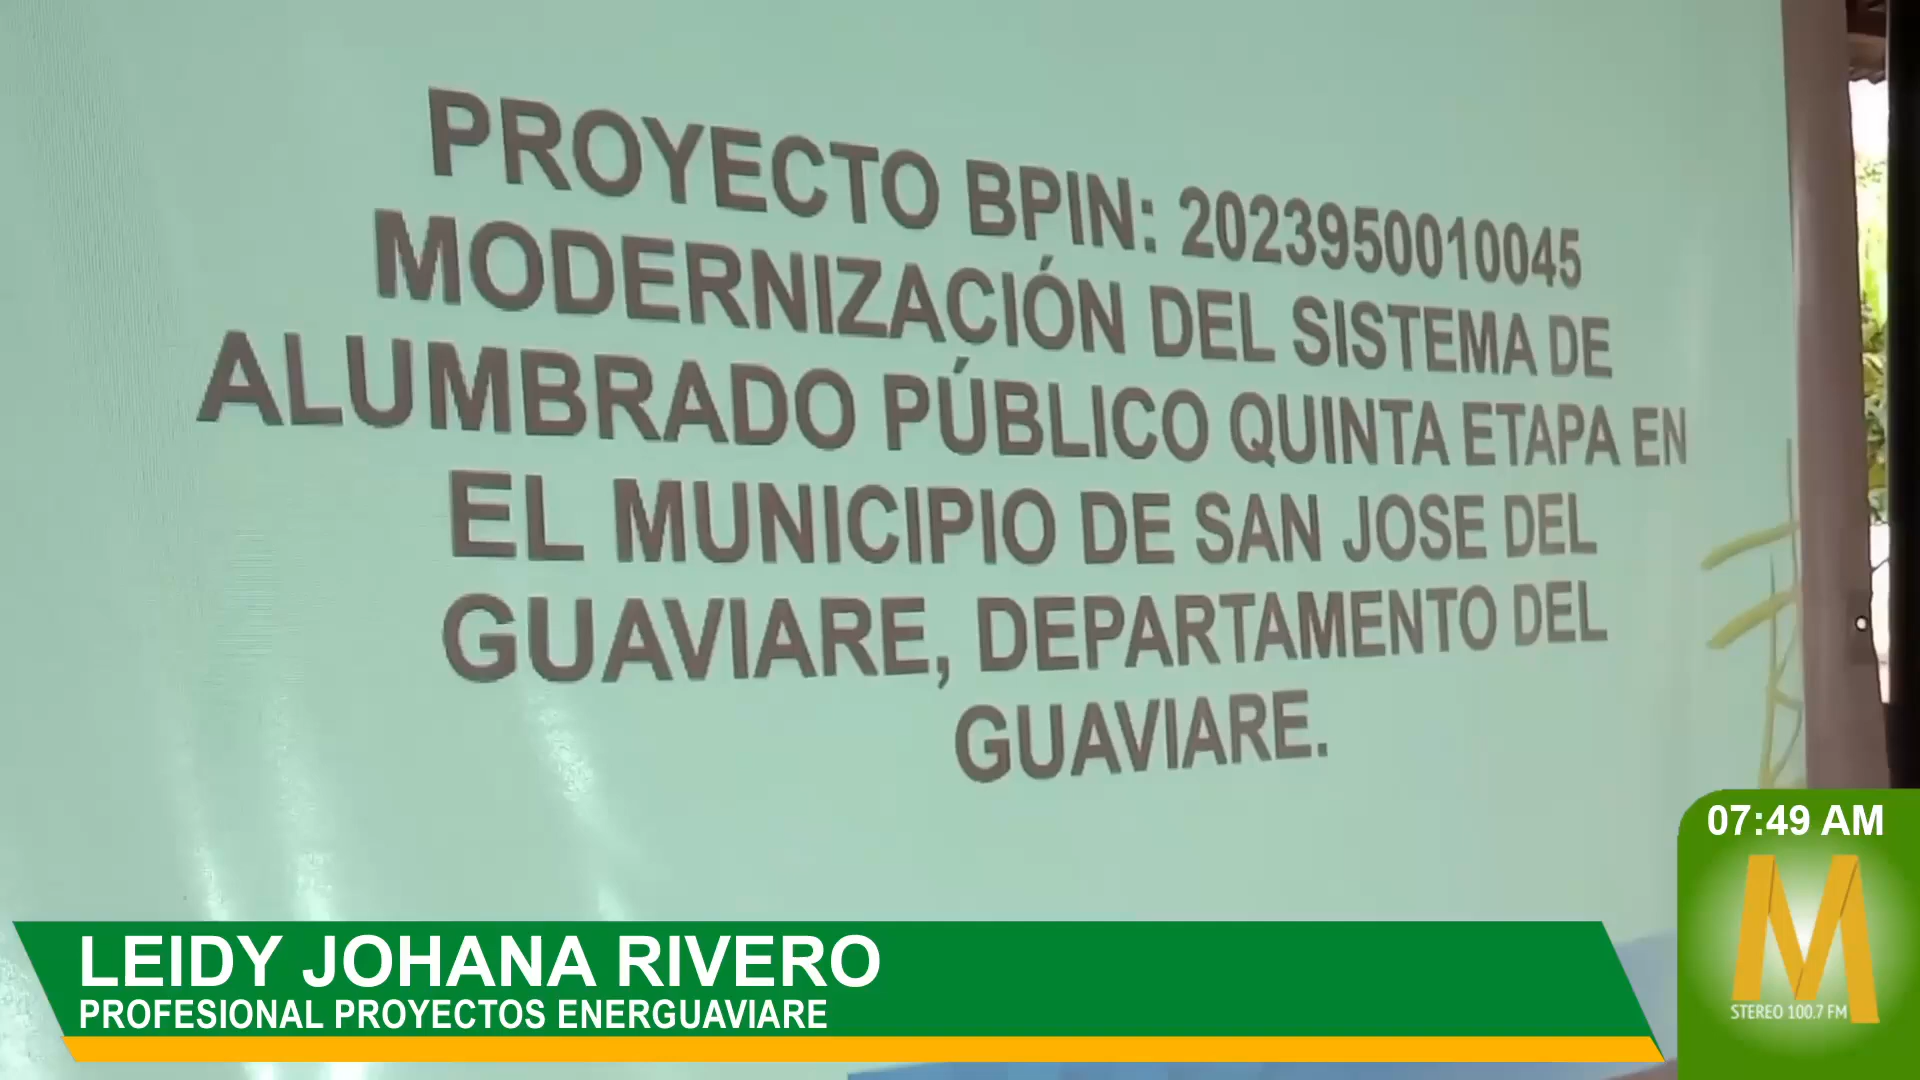 PROYECTO BPIN: 2023950010045
MODERNIZACIÓN DEL SISTEMA DE
ALUMBRADO PÚBLICO QUINTA ETAPA EN
EL MUNICIPIO DE SAN JOSE DEL
GUAVIARE, DEPARTAMENTO DEL
GUAVIARE.
07:49 AM
M
STEREO 100.7 FM
LEIDY JOHANA RIVERO
PROFESIONAL PROYECTOS ENERGUAVIARE